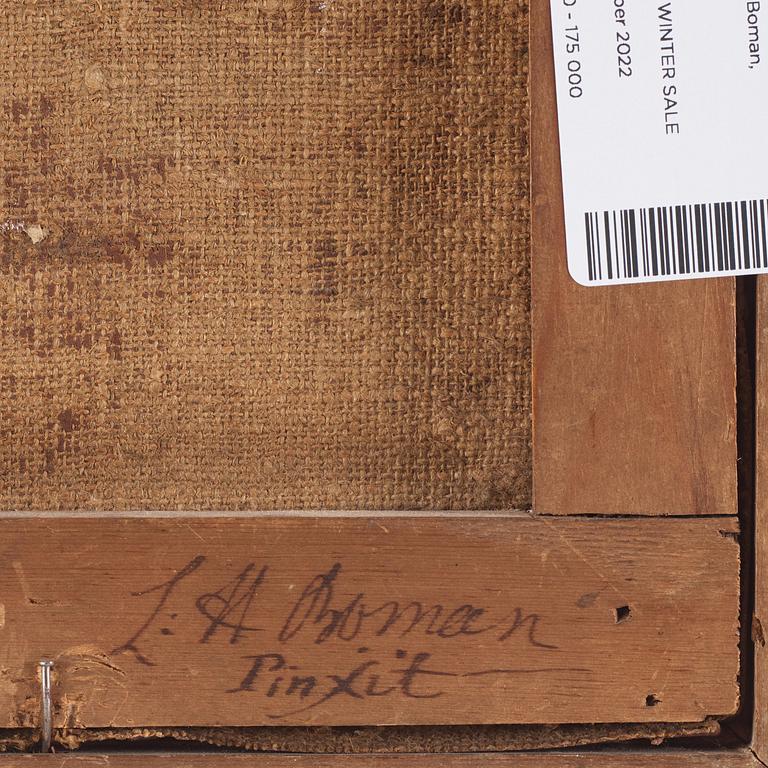 Boman,
WINTER SALE
ber 2022
0 - 175 000
L: H Boman
Pinxit